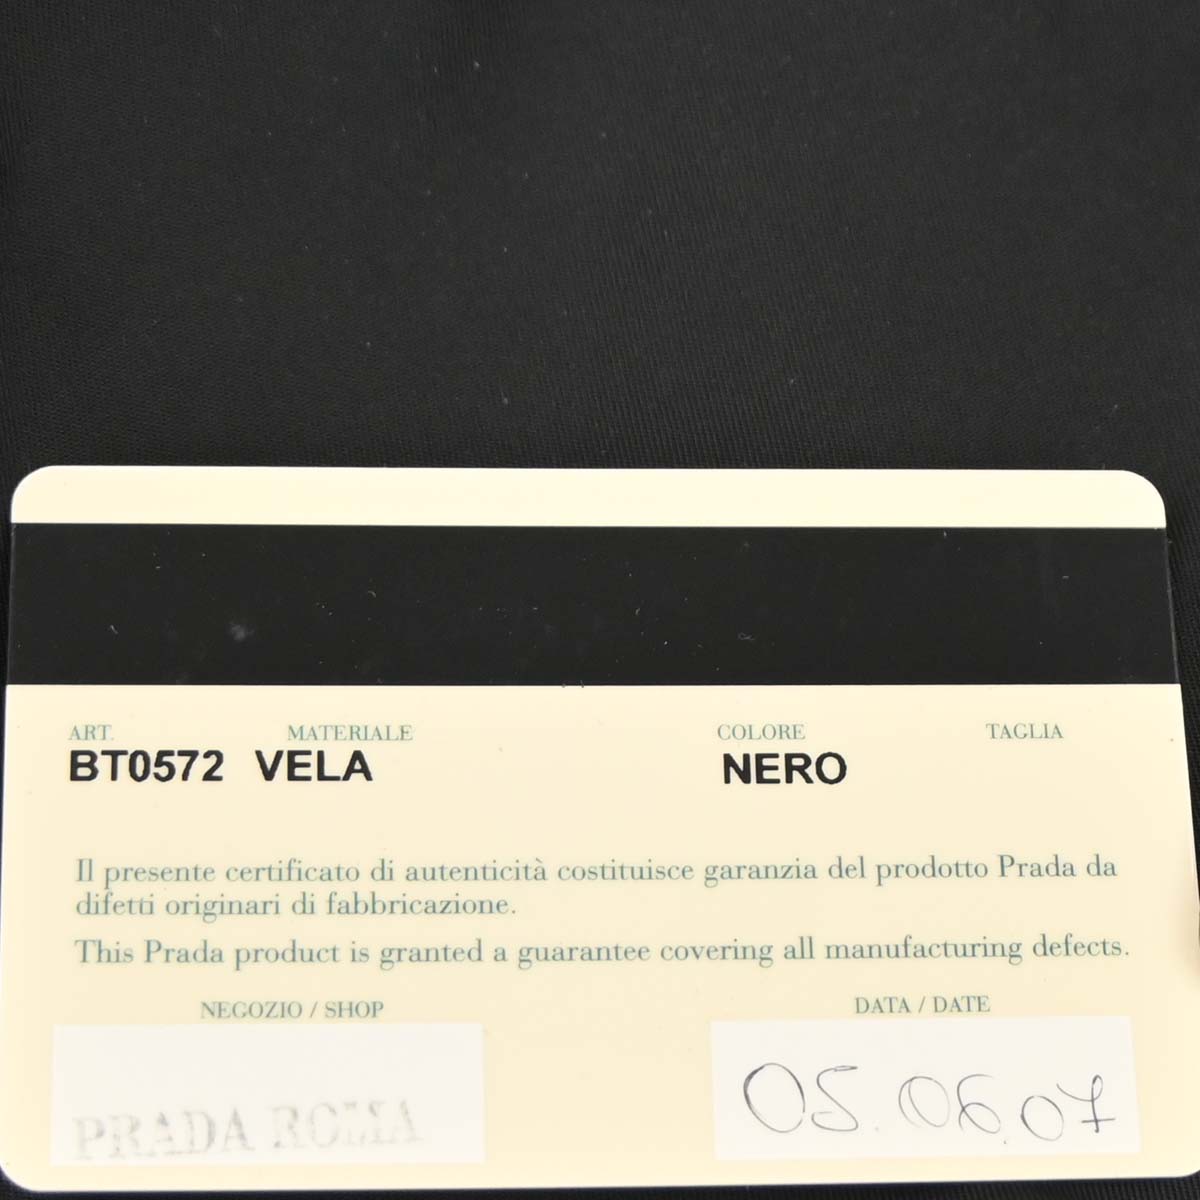 ART. MATERIALE COLORE TAGLIA
BT0572 VELA NERO
Il presente certificato di autenticità costituisce garanzia del prodotto Prada da
difetti originari di fabbricazione.
This Prada product is granted a guarantee covering all manufacturing defects.
NEGOZIO / SHOP DATA / DATE
PRADA ROMA 05.06.07